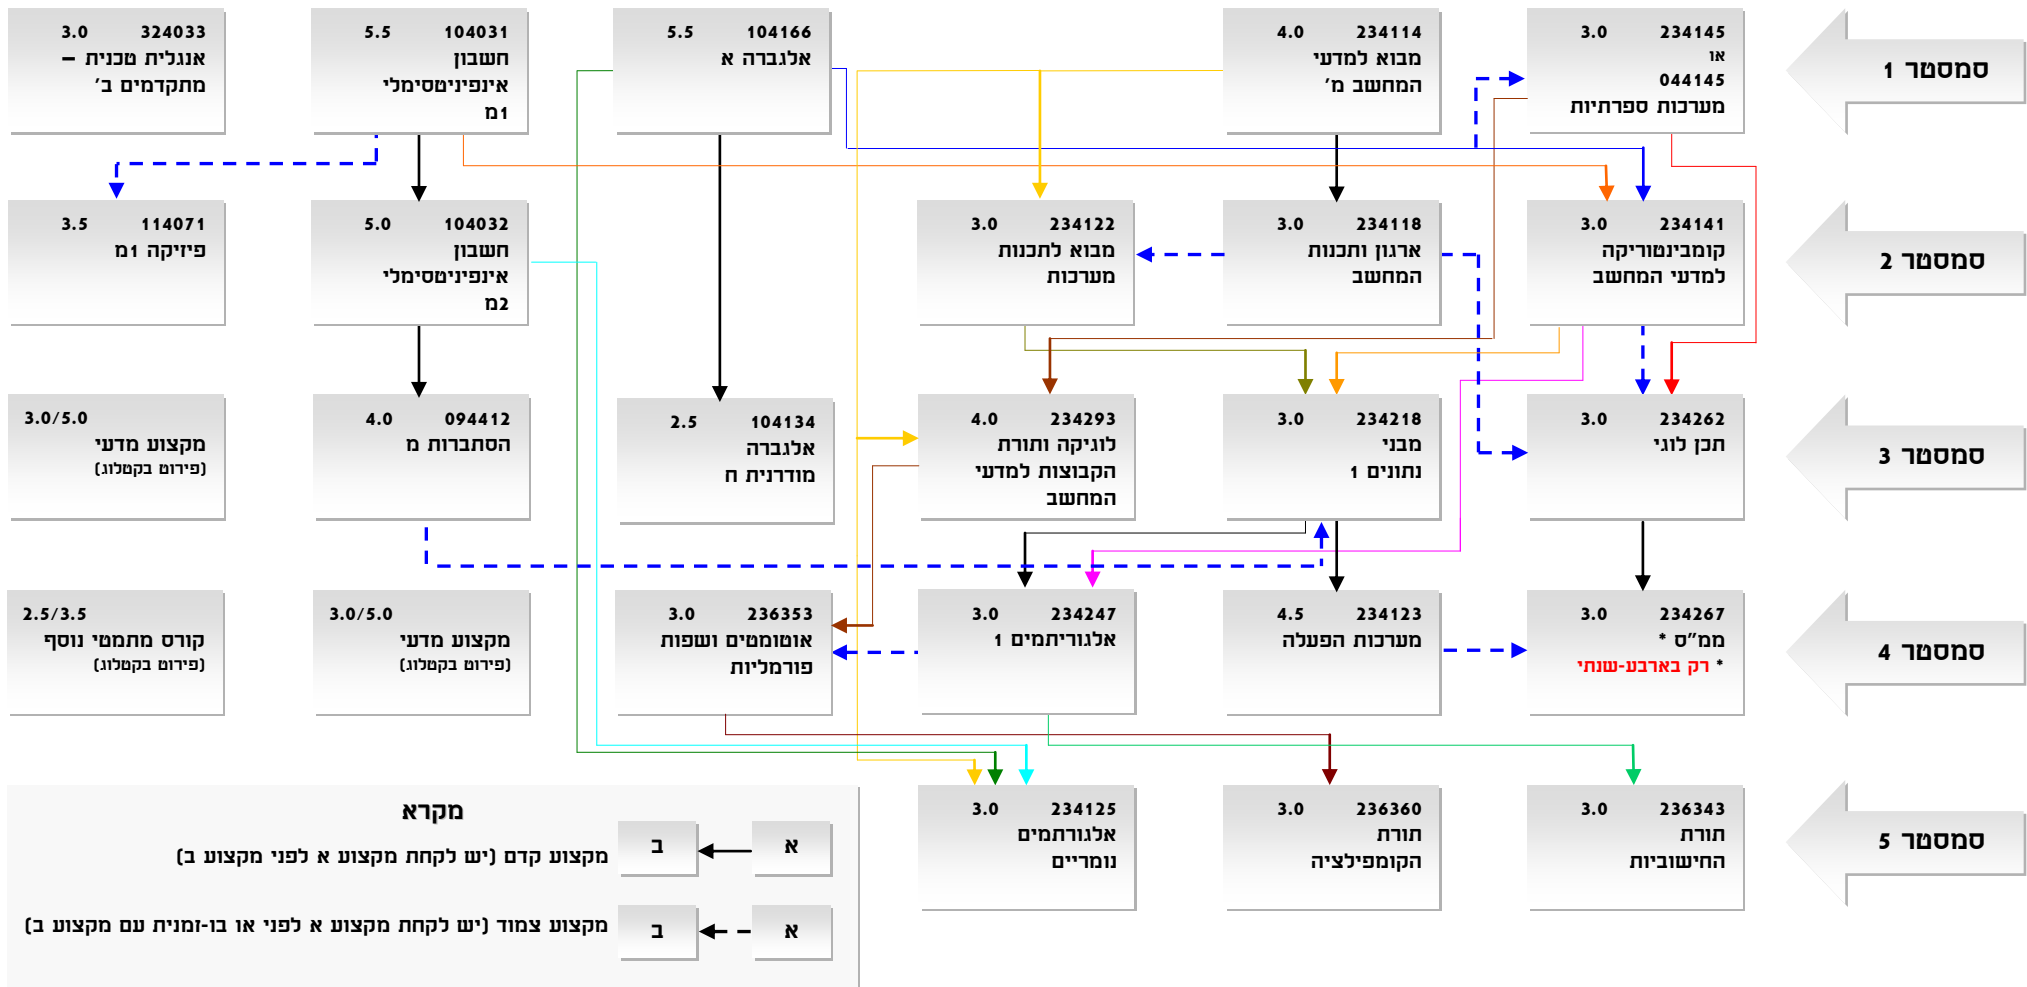 סמסטר 1
234145 3.0
או
044145
מערכות ספרתיות
234114 4.0
מבוא למדעי
המחשב מ'
104166 5.5
אלגברה א
104031 5.5
חשבון
אינפיניטסימלי
1מ
324033 3.0
אנגלית טכנית –
מתקדמים ב'
סמסטר 2
234141 3.0
קומבינטוריקה
למדעי המחשב
234118 3.0
ארגון ותכנות
המחשב
234122 3.0
מבוא לתכנות
מערכות
104032 5.0
חשבון
אינפיניטסימלי
2מ
114071 3.5
פיזיקה 1מ
סמסטר 3
234262 3.0
תכן לוגי
234218 3.0
מבני
נתונים 1
234293 4.0
לוגיקה ותורת
הקבוצות למדעי
המחשב
104134 2.5
אלגברה
מודרנית ח
094412 4.0
הסתברות מ
3.0/5.0
מקצוע מדעי
(פירוט בקטלוג)
סמסטר 4
234267 3.0
ממ"ס *
* רק בארבע-שנתי
234123 4.5
מערכות הפעלה
234247 3.0
אלגוריתמים 1
236353 3.0
אוטומטים ושפות
פורמליות
3.0/5.0
מקצוע מדעי
(פירוט בקטלוג)
2.5/3.5
קורס מתמטי נוסף
(פירוט בקטלוג)
סמסטר 5
236343 3.0
תורת
החישוביות
236360 3.0
תורת
הקומפילציה
234125 3.0
אלגורתמים
נומריים
מקרא
א ב מקצוע קדם (יש לקחת מקצוע א לפני מקצוע ב)
א ב מקצוע צמוד (יש לקחת מקצוע א לפני או בו-זמנית עם מקצוע ב)